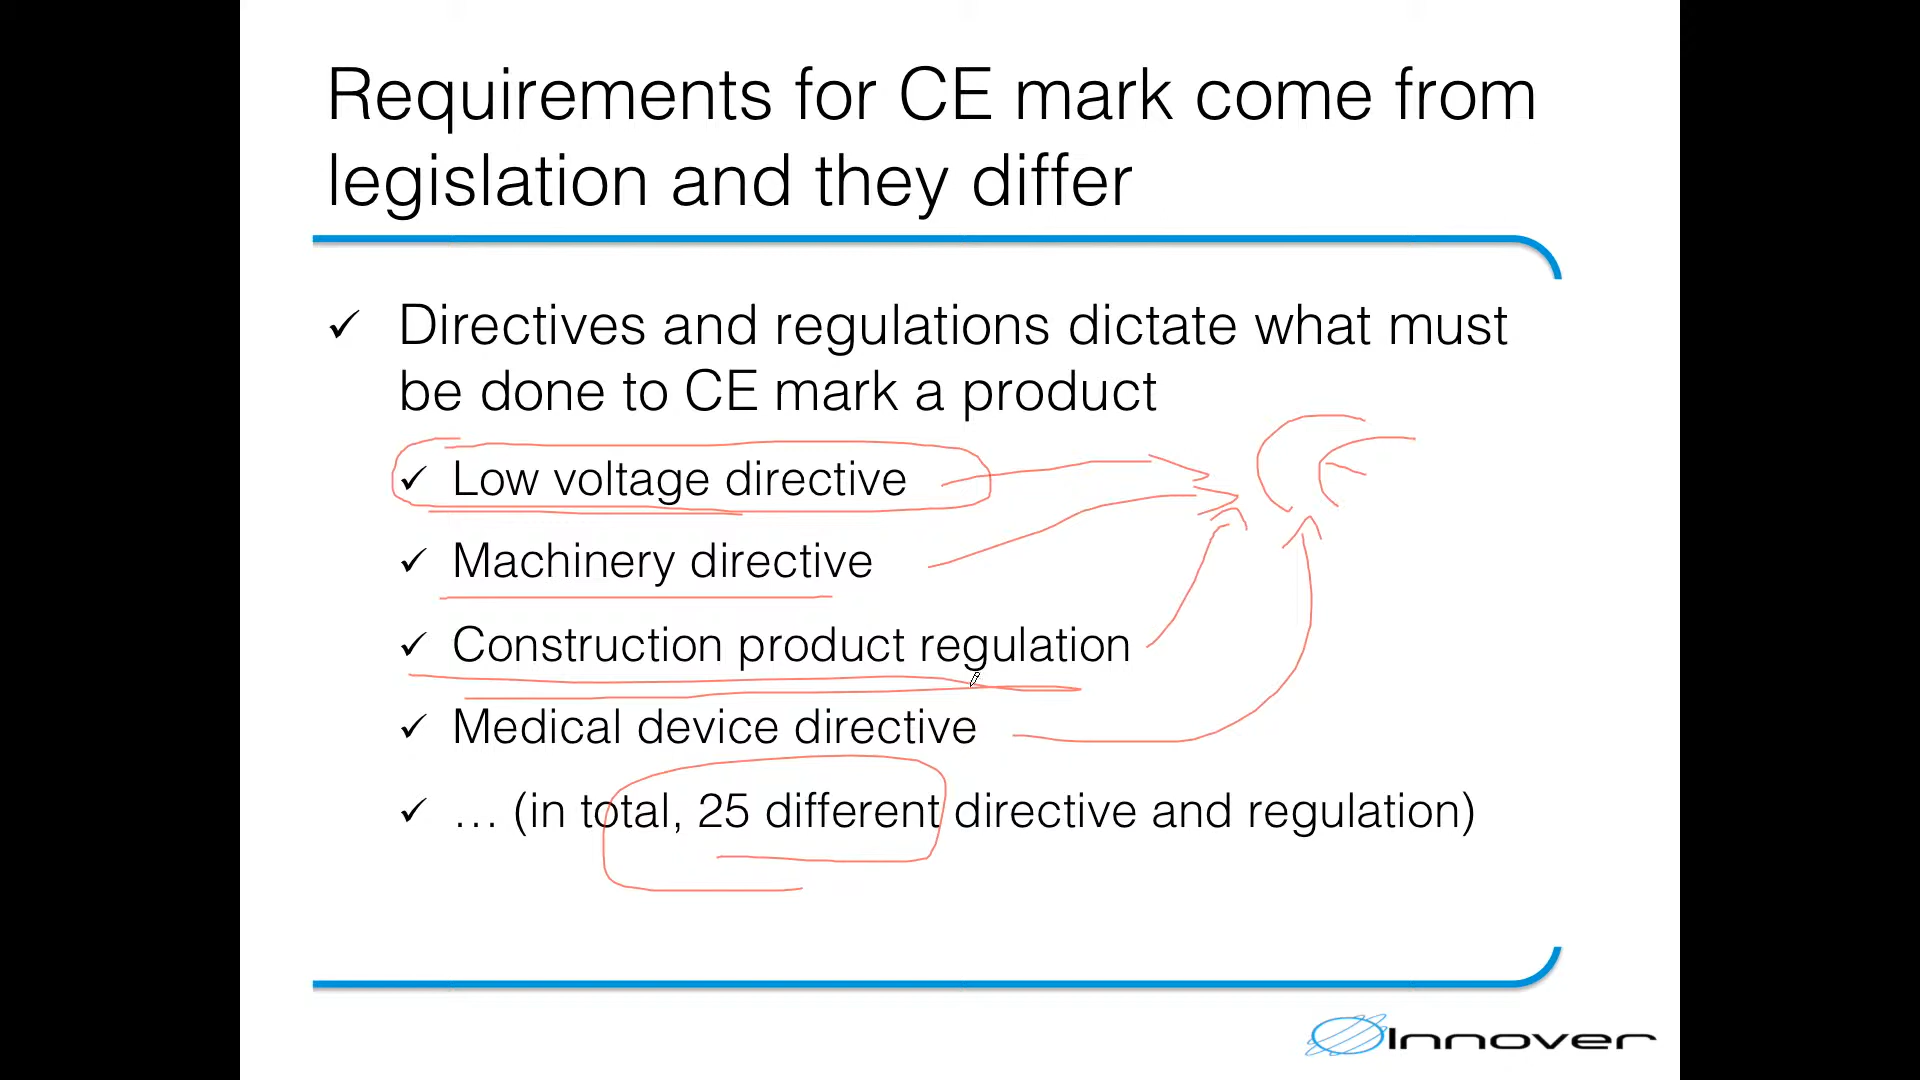 Requirements for CE mark come from
legislation and they differ
✓ Directives and regulations dictate what must
be done to CE mark a product
✓ Low voltage directive
CE
✓ Machinery directive
✓ Construction product regulation
✓ Medical device directive
✓ … (in total, 25 different directive and regulation)
Innover